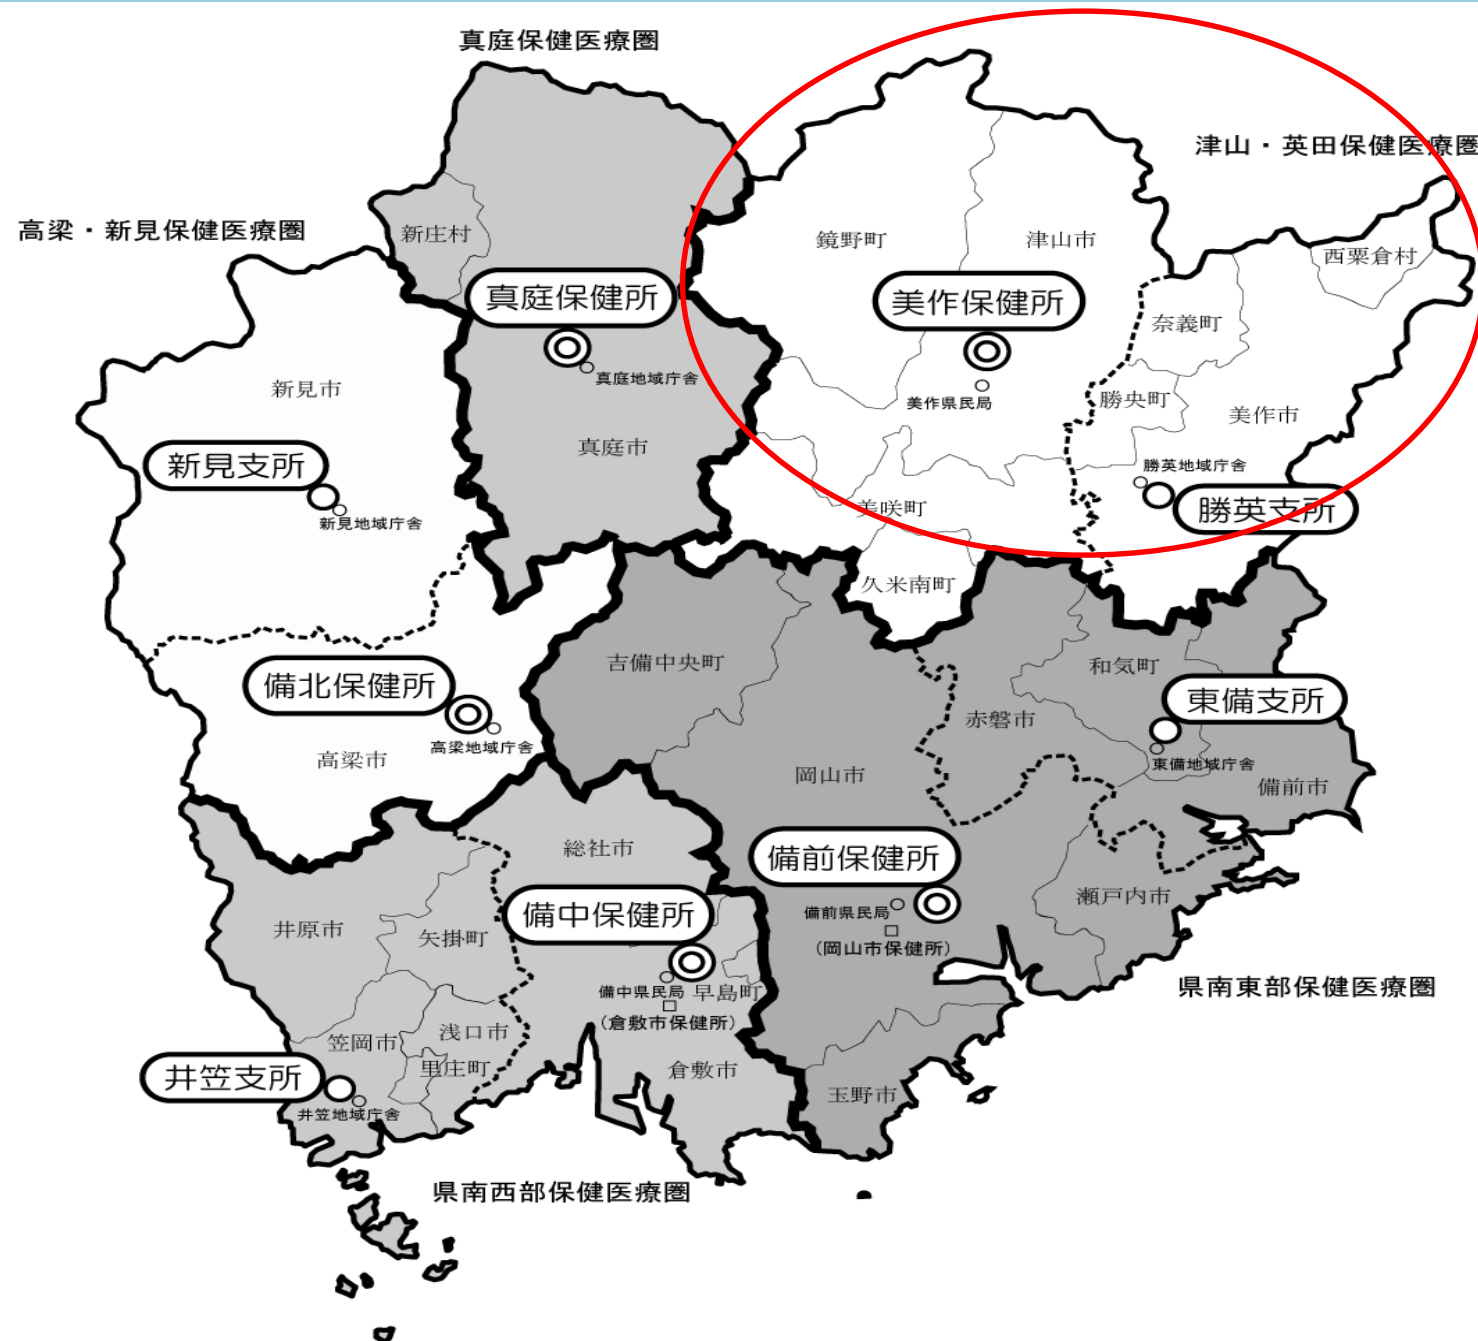 真庭保健医療圏
津山・英田保健医療圏
高梁・新見保健医療圏
新庄村
鏡野町
津山市
西粟倉村
真庭保健所
美作保健所
奈義町
真庭地域庁舎
美作県民局
新見市
勝央町
美作市
真庭市
新見支所
勝英地域庁舎
新見地域庁舎
美咲町
勝英支所
久米南町
吉備中央町
和気町
備北保健所
東備支所
赤磐市
高梁地域庁舎
高梁市
岡山市
東備地域庁舎
備前市
総社市
備前保健所
瀬戸内市
井原市
矢掛町
備中保健所
備前県民局
(岡山市保健所)
備中県民局
早島町
県南東部保健医療圏
(倉敷市保健所)
笠岡市
浅口市
里庄町
倉敷市
井笠支所
玉野市
井笠地域庁舎
県南西部保健医療圏